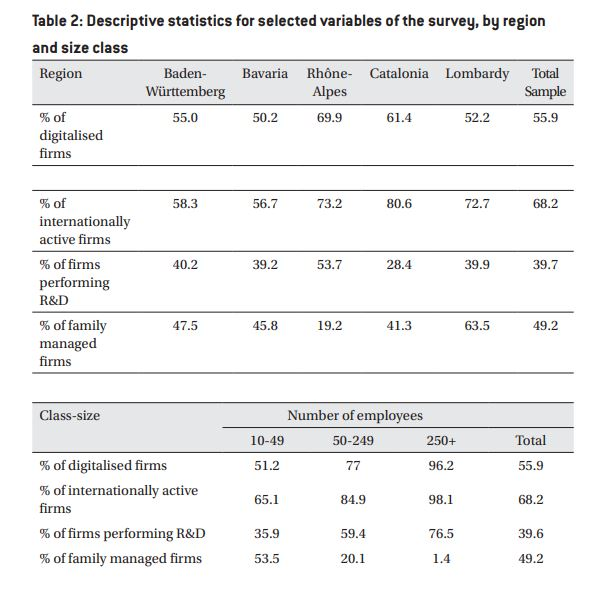 Table 2: Descriptive statistics for selected variables of the survey, by region
and size class
Region Baden- Bavaria Rhône- Catalonia Lombardy Total
Württemberg Alpes Sample
% of 55.0 50.2 69.9 61.4 52.2 55.9
digitalised
firms
% of 58.3 56.7 73.2 80.6 72.7 68.2
internationally
active firms
% of firms 40.2 39.2 53.7 28.4 39.9 39.7
performing
R&D
% of family 47.5 45.8 19.2 41.3 63.5 49.2
managed
firms
Class-size Number of employees
10-49 50-249 250+ Total
% of digitalised firms 51.2 77 96.2 55.9
% of internationally active
firms 65.1 84.9 98.1 68.2
% of firms performing R&D 35.9 59.4 76.5 39.6
% of family managed firms 53.5 20.1 1.4 49.2